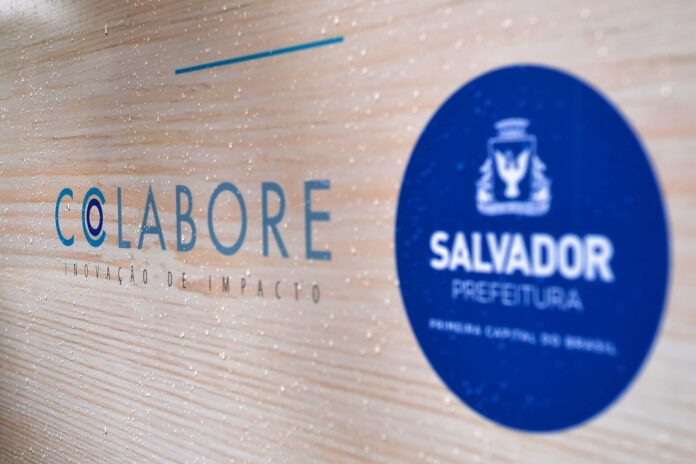 COLABORE
INOVAÇÃO DE IMPACTO
SALVADOR
PREFEITURA
PRIMEIRA CAPITAL DO BRASIL